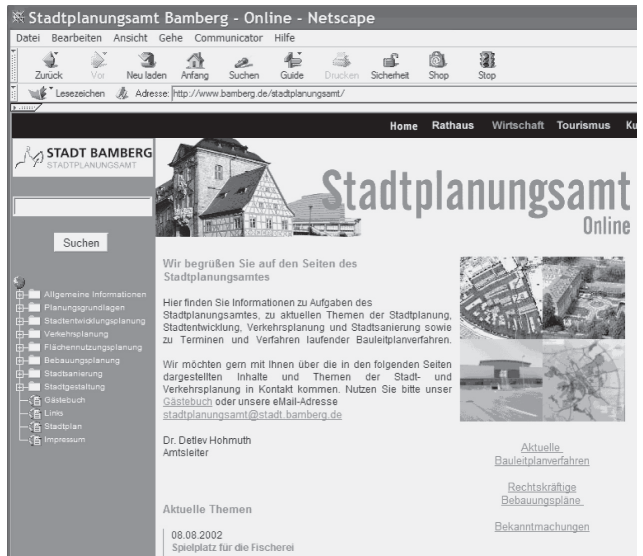 Stadtplanungsamt Bamberg - Online - Netscape
Datei Bearbeiten Ansicht Gehe Communicator Hilfe
Zurück Vor Neu laden Anfang Suchen Guide Drucken Sicherheit Shop Stop
Lesezeichen Adresse: http://www.bamberg.de/stadtplanungsamt/
Home Rathaus Wirtschaft Tourismus Ku
STADT BAMBERG
STADTPLANUNGSAMT
Suchen
Allgemeine Informationen
Planungsgrundlagen
Stadtentwicklungsplanung
Verkehrsplanung
Flächennutzungsplanung
Bebauungsplanung
Stadtsanierung
Stadtgestaltung
Gästebuch
Links
Stadtplan
Impressum
Stadtplanungsamt
Online
Wir begrüßen Sie auf den Seiten des
Stadtplanungsamtes
Hier finden Sie Informationen zu Aufgaben des
Stadtplanungsamtes, zu aktuellen Themen der Stadtplanung,
Stadtentwicklung, Verkehrsplanung und Stadtsanierung sowie
zu Terminen und Verfahren laufender Bauleitplanverfahren.
Wir möchten gern mit Ihnen über die in den folgenden Seiten
dargestellten Inhalte und Themen der Stadt- und
Verkehrsplanung in Kontakt kommen. Nutzen Sie bitte unser
Gästebuch oder unsere eMail-Adresse
stadtplanungsamt@stadt.bamberg.de
Dr. Detlev Hohmuth
Amtsleiter
Aktuelle Themen
08.08.2002
Spielplatz für die Fischerei
Aktuelle
Bauleitplanverfahren
Rechtskräftige
Bebauungspläne
Bekanntmachungen